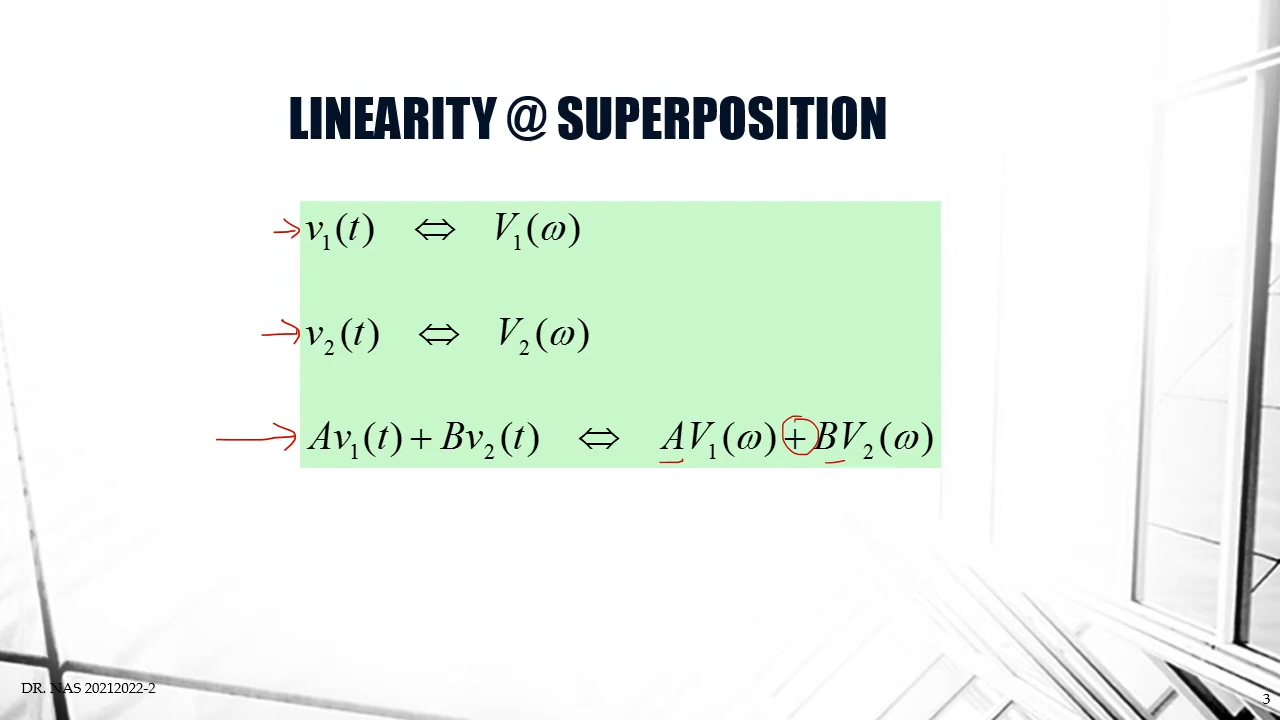 LINEARITY @ SUPERPOSITION
v₁(t) ⇔ V₁(ω)
v₂(t) ⇔ V₂(ω)
Av₁(t) + Bv₂(t) ⇔ AV₁(ω) + BV₂(ω)
DR. NAS 20212022-2
3